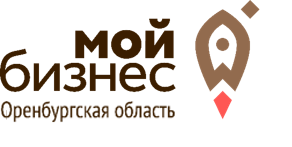 мой
бизнес
Оренбургская область